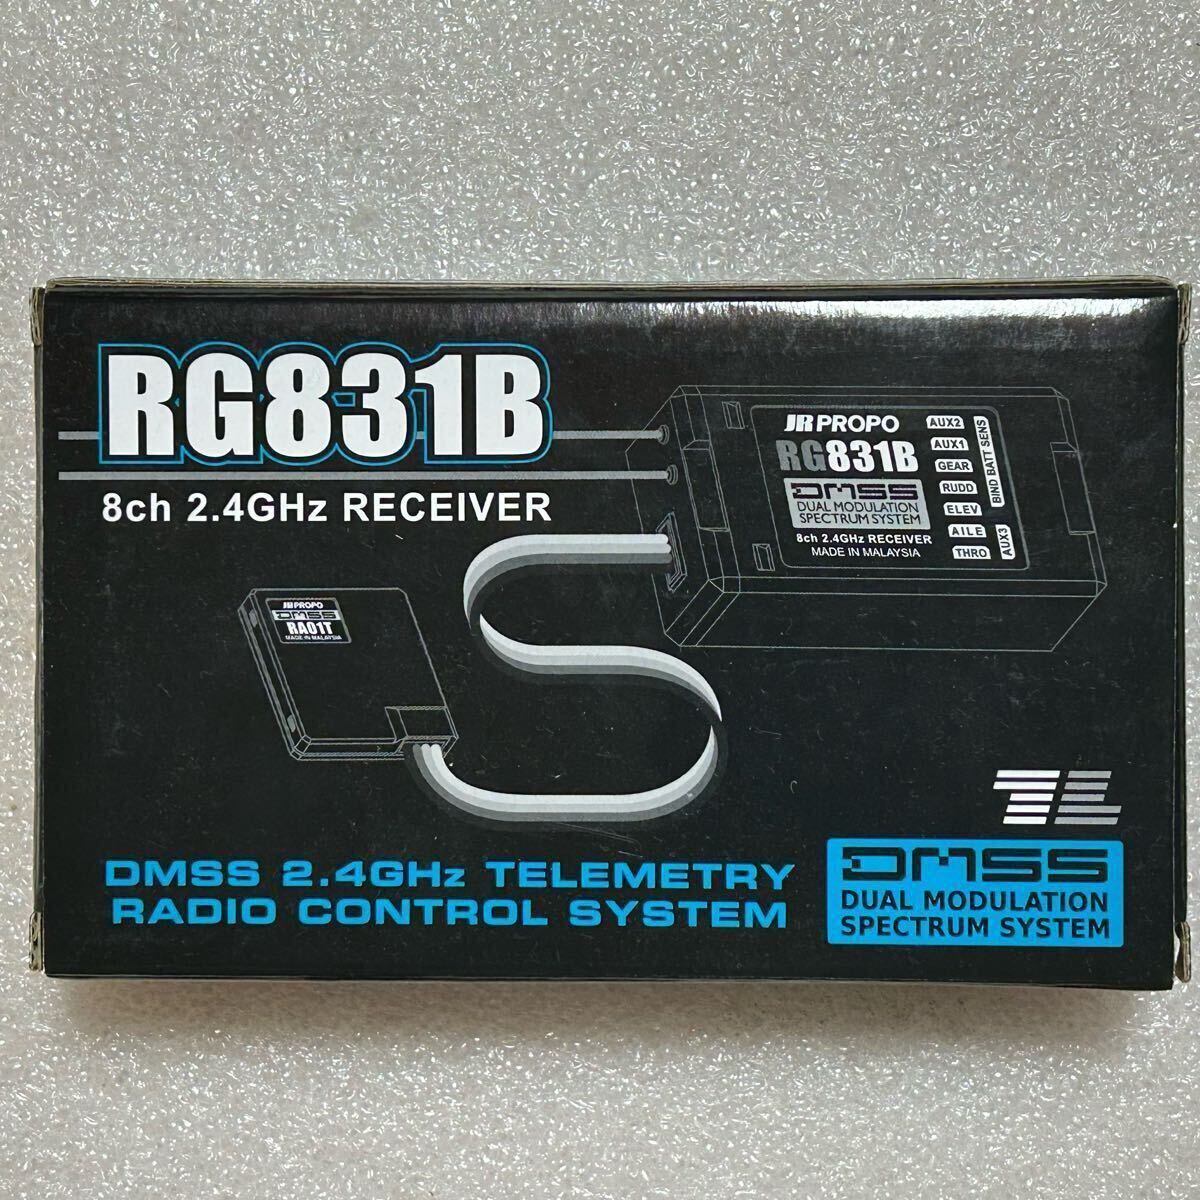 RG831B
8ch 2.4GHz RECEIVER
JR PROPO
RG831B
DMSS
DUAL MODULATION
SPECTRUM SYSTEM
8ch 2.4GHz RECEIVER
MADE IN MALAYSIA
AUX2
AUX1
GEAR
RUDD
ELEV
AILE
THRO
BIND BATT SENS
AUX3
JR PROPO
DMSS
RA01T
MADE IN MALAYSIA
DMSS 2.4GHz TELEMETRY
RADIO CONTROL SYSTEM
DMSS
DUAL MODULATION
SPECTRUM SYSTEM